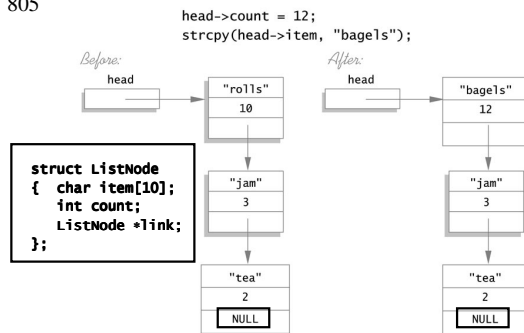 805
head->count = 12;
strcpy(head->item, "bagels");
Before:
head
"rolls"
10
"jam"
3
"tea"
2
NULL
After:
head
"bagels"
12
"jam"
3
"tea"
2
NULL
struct ListNode
{ char item[10];
int count;
ListNode *link;
};